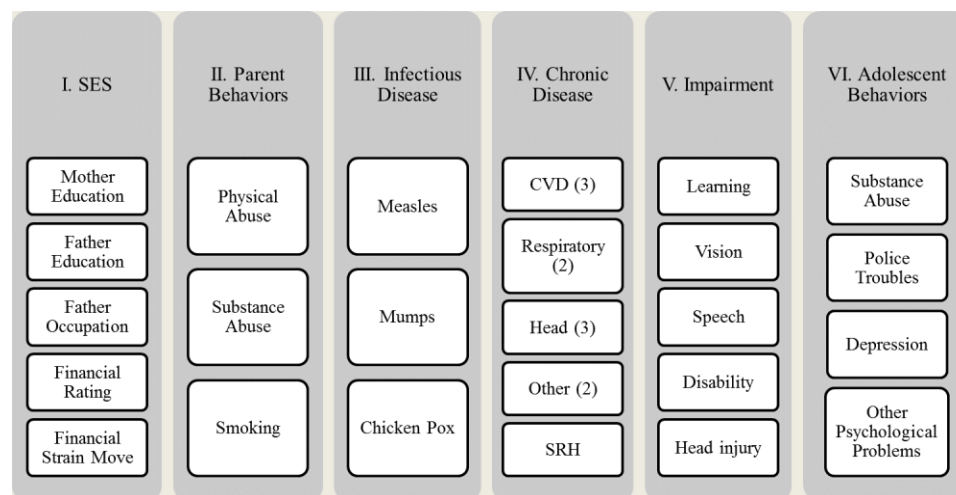 I. SES
Mother
Education
Father
Education
Father
Occupation
Financial
Rating
Financial
Strain Move
II. Parent
Behaviors
Physical
Abuse
Substance
Abuse
Smoking
III. Infectious
Disease
Measles
Mumps
Chicken Pox
IV. Chronic
Disease
CVD (3)
Respiratory
(2)
Head (3)
Other (2)
SRH
V. Impairment
Learning
Vision
Speech
Disability
Head injury
VI. Adolescent
Behaviors
Substance
Abuse
Police
Troubles
Depression
Other
Psychological
Problems